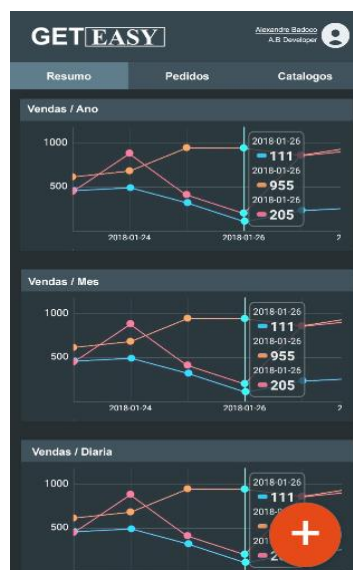 GET EASY
Alexandre Badoco
A.B Developer
Resumo Pedidos Catalogos
Vendas / Ano
1000
500
2018-01-24 2018-01-26 2
2018-01-26
111
2018-01-26
955
2018-01-26
205
Vendas / Mes
1000
500
2018-01-24 2018-01-26 2
2018-01-26
111
2018-01-26
955
2018-01-26
205
Vendas / Diaria
1000
500
2018-01-26
111
+